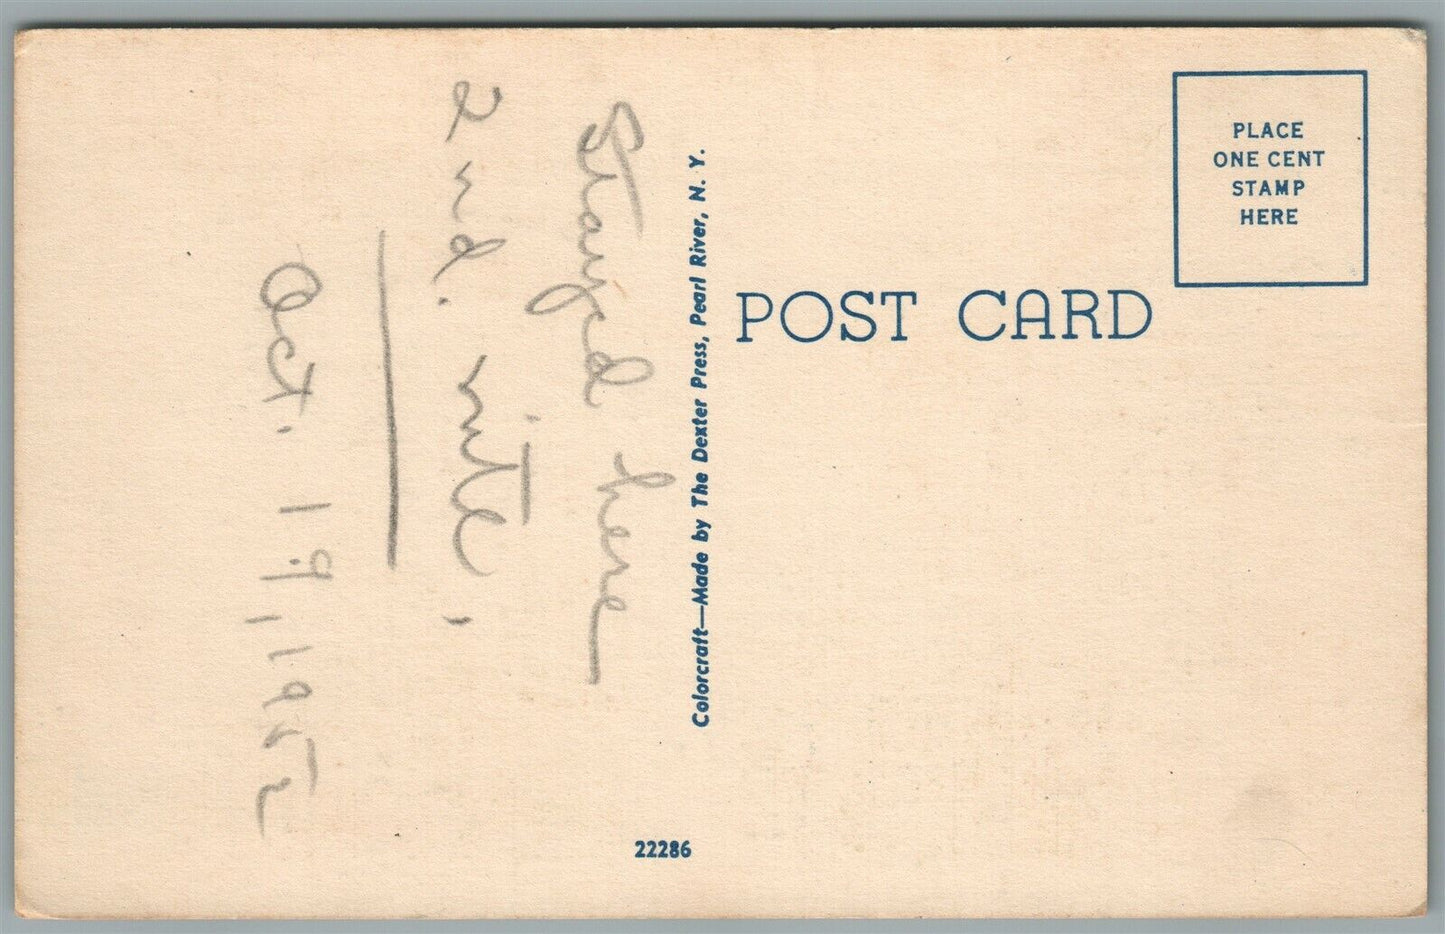 Stayed here
2nd. nite.
Oct. 19, 1952
Colorcraft—Made by The Dexter Press, Pearl River, N. Y.
22286
POST CARD
PLACE
ONE CENT
STAMP
HERE